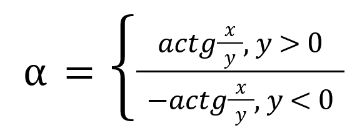 α = { actg x/y, y > 0
−actg x/y, y < 0